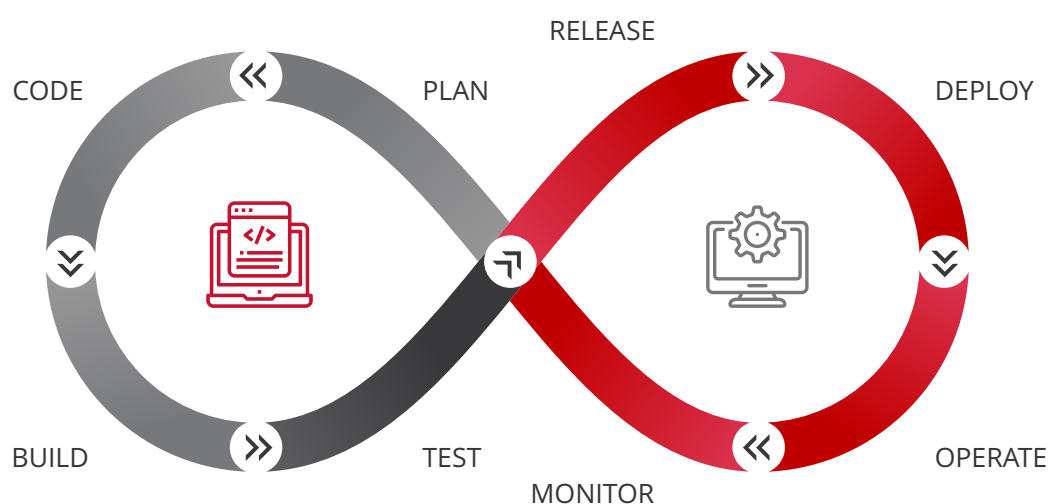 RELEASE
CODE
PLAN
DEPLOY
</>
BUILD
TEST
OPERATE
MONITOR